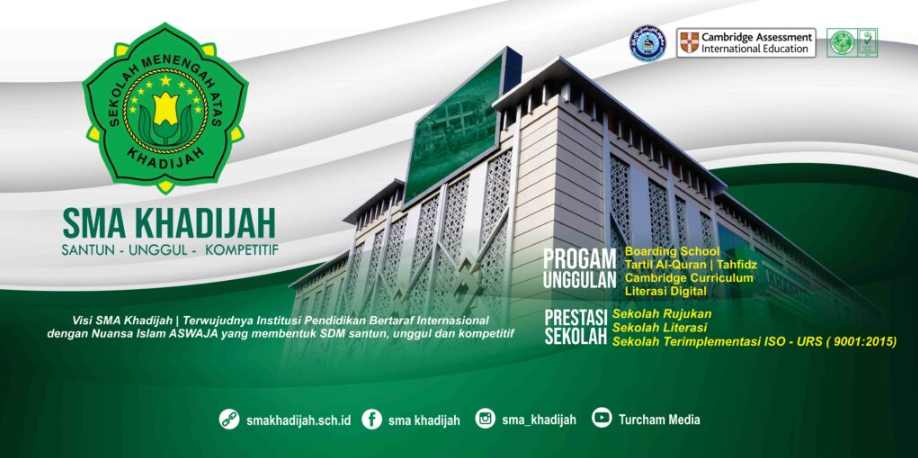 SEKOLAH MENENGAH ATAS
KHADIJAH
SMA KHADIJAH
SANTUN - UNGGUL - KOMPETITIF
Cambridge Assessment
International Education
PROGAM
UNGGULAN
Boarding School
Tartil Al-Quran | Tahfidz
Cambridge Curriculum
Literasi Digital
PRESTASI
SEKOLAH
Sekolah Rujukan
Sekolah Literasi
Sekolah Terimplementasi ISO - URS ( 9001:2015)
Visi SMA Khadijah | Terwujudnya Institusi Pendidikan Bertaraf Internasional
dengan Nuansa Islam ASWAJA yang membentuk SDM santun, unggul dan kompetitif
smakhadijah.sch.id
sma khadijah
sma_khadijah
Turcham Media